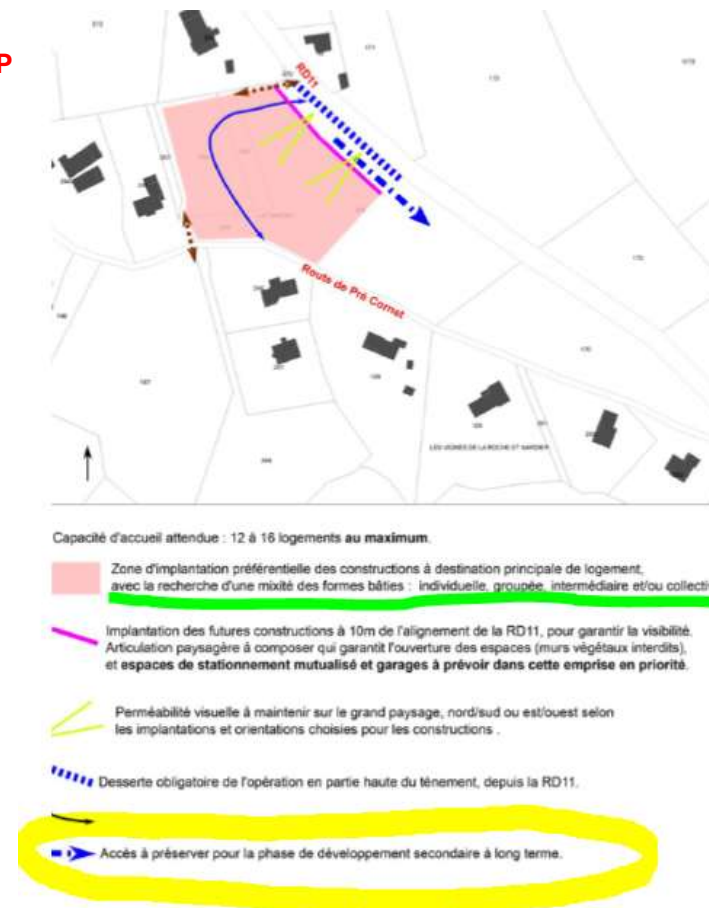 P
RD11
Route de Pré Cornet
LES VIGNES DE LA ROCHE ET NARDIER
Capacité d'accueil attendue : 12 à 16 logements au maximum.
Zone d'implantation préférentielle des constructions à destination principale de logement,
avec la recherche d'une mixité des formes bâties : individuelle, groupée, intermédiaire et/ou collectiv
Implantation des futures constructions à 10m de l'alignement de la RD11, pour garantir la visibilité.
Articulation paysagère à composer qui garantit l'ouverture des espaces (murs végétaux interdits),
et espaces de stationnement mutualisé et garages à prévoir dans cette emprise en priorité.
Perméabilité visuelle à maintenir sur le grand paysage, nord/sud ou est/ouest selon
les implantations et orientations choisies pour les constructions .
Desserte obligatoire de l'opération en partie haute du ténement, depuis la RD11.
Accès à préserver pour la phase de développement secondaire à long terme.